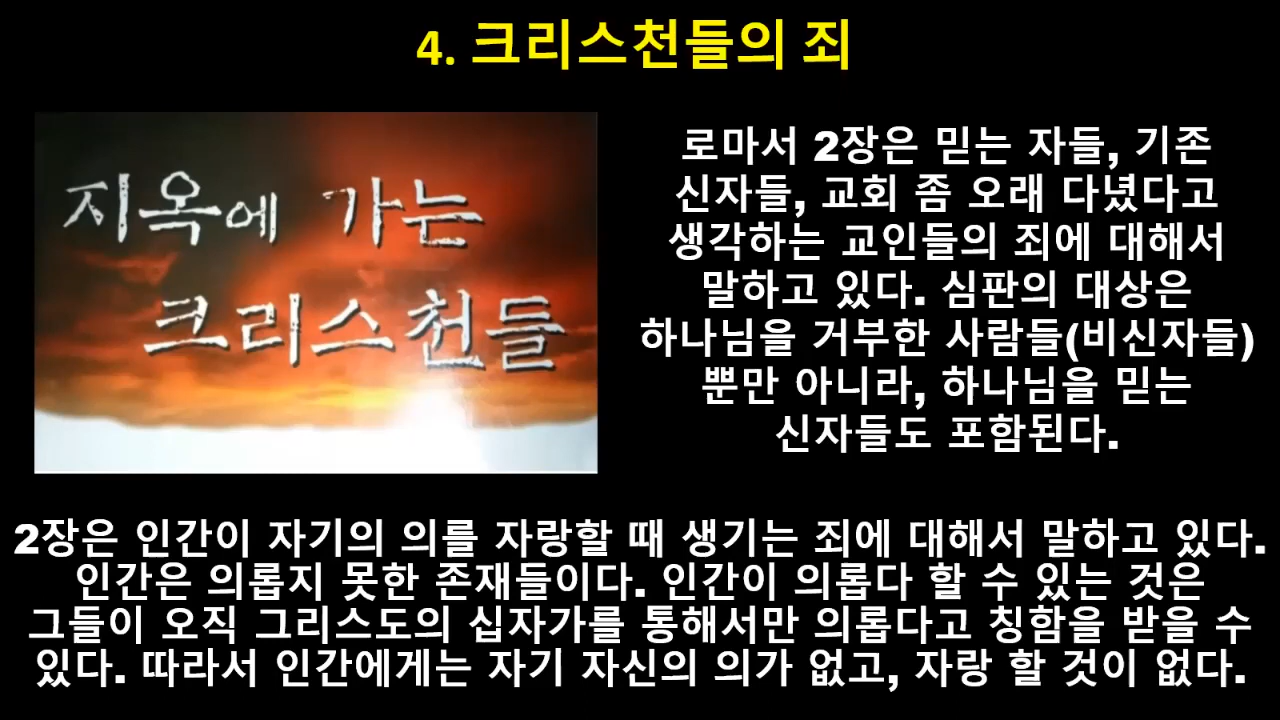 4. 크리스천들의 죄
지옥에 가는
크리스천들
로마서 2장은 믿는 자들, 기존
신자들, 교회 좀 오래 다녔다고
생각하는 교인들의 죄에 대해서
말하고 있다. 심판의 대상은
하나님을 거부한 사람들(비신자들)
뿐만 아니라, 하나님을 믿는
신자들도 포함된다.
2장은 인간이 자기의 의를 자랑할 때 생기는 죄에 대해서 말하고 있다.
인간은 의롭지 못한 존재들이다. 인간이 의롭다 할 수 있는 것은
그들이 오직 그리스도의 십자가를 통해서만 의롭다고 칭함을 받을 수
있다. 따라서 인간에게는 자기 자신의 의가 없고, 자랑 할 것이 없다.